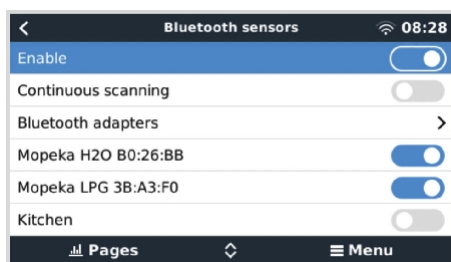 Bluetooth sensors 08:28
Enable
Continuous scanning
Bluetooth adapters
Mopeka H2O B0:26:BB
Mopeka LPG 3B:A3:F0
Kitchen
Pages Menu